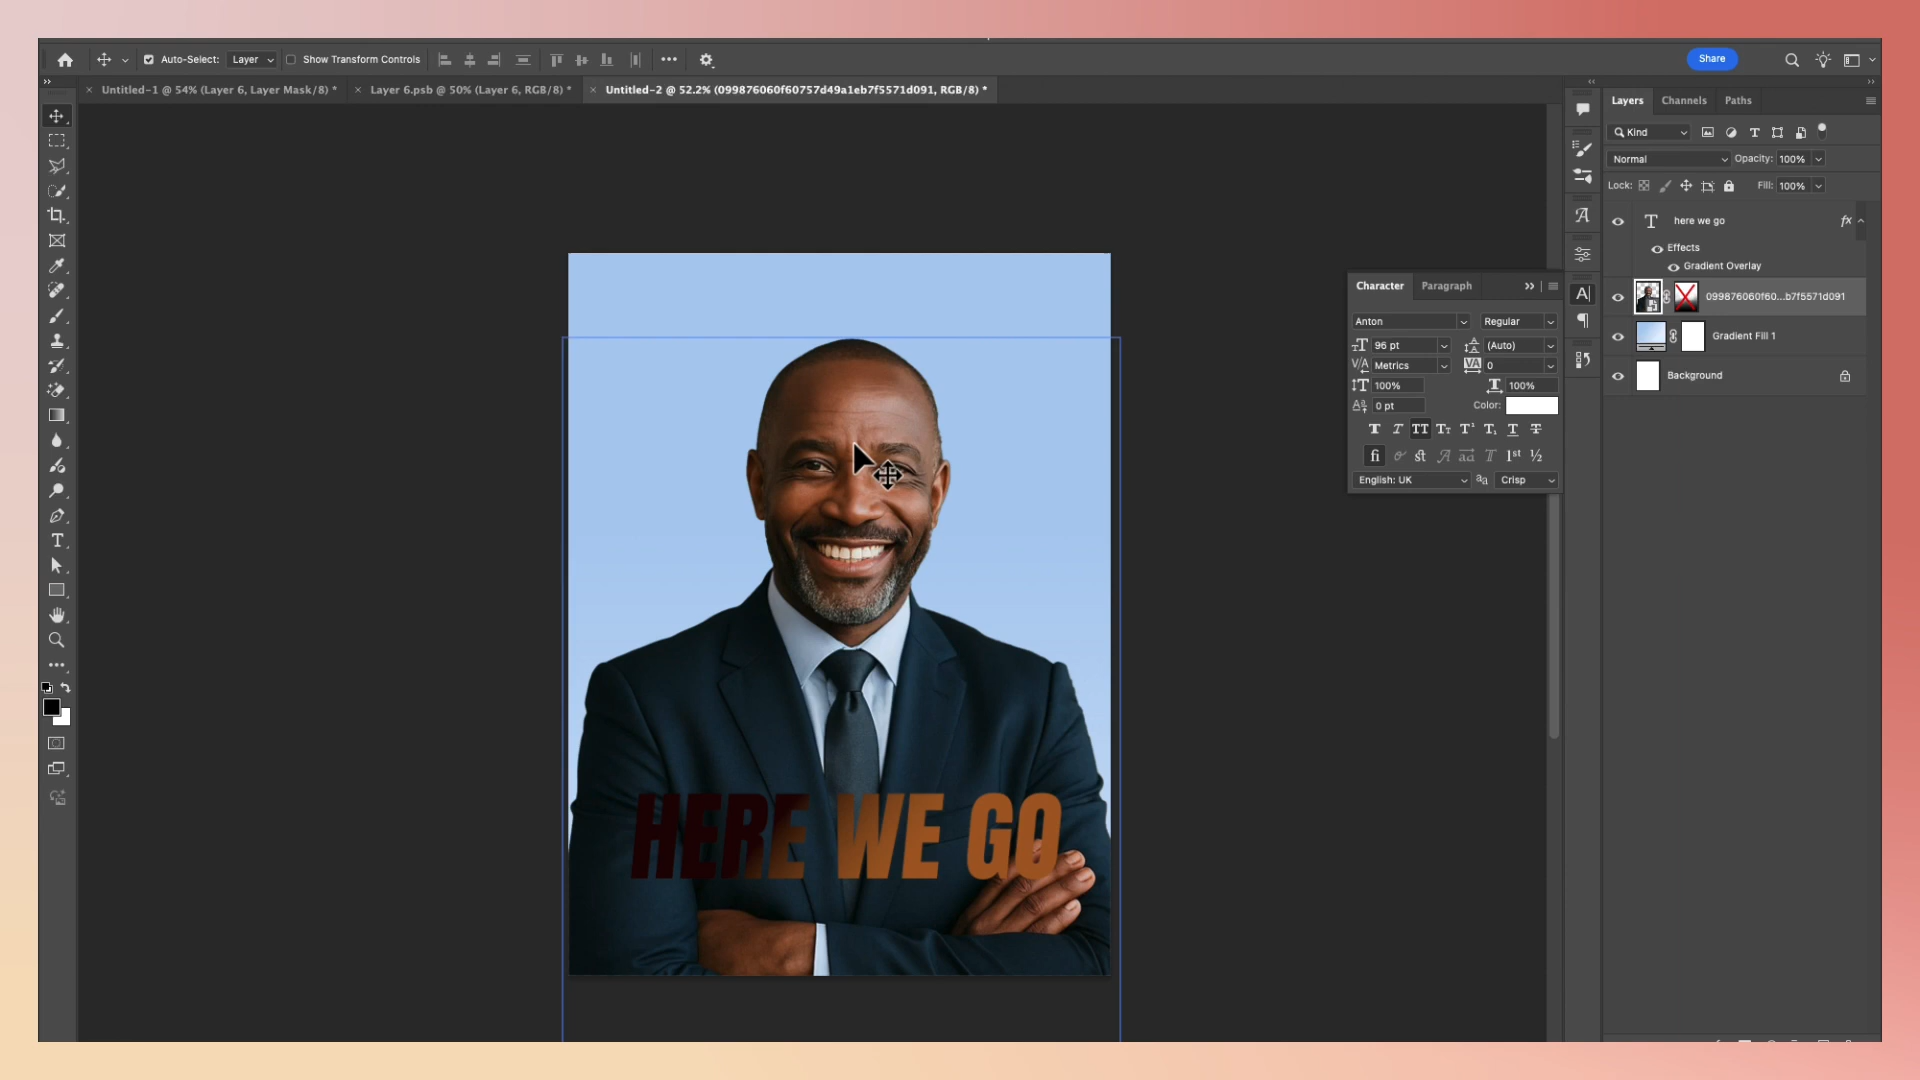 Auto-Select: Layer Show Transform Controls Share
Untitled-1 @ 54% (Layer 6, Layer Mask/8) * Layer 6.psb @ 50% (Layer 6, RGB/8) * Untitled-2 @ 52.2% (099876060f60757d49a1eb7f5571d091, RGB/8) *
Layers Channels Paths
Kind
Normal Opacity: 100%
Lock: Fill: 100%
here we go fx
Effects
Gradient Overlay
099876060f60...b7f5571d091
Gradient Fill 1
Background
Character Paragraph
Anton Regular
96 pt (Auto)
Metrics 0
100% 100%
0 pt Color:
English: UK aa Crisp
HERE WE GO